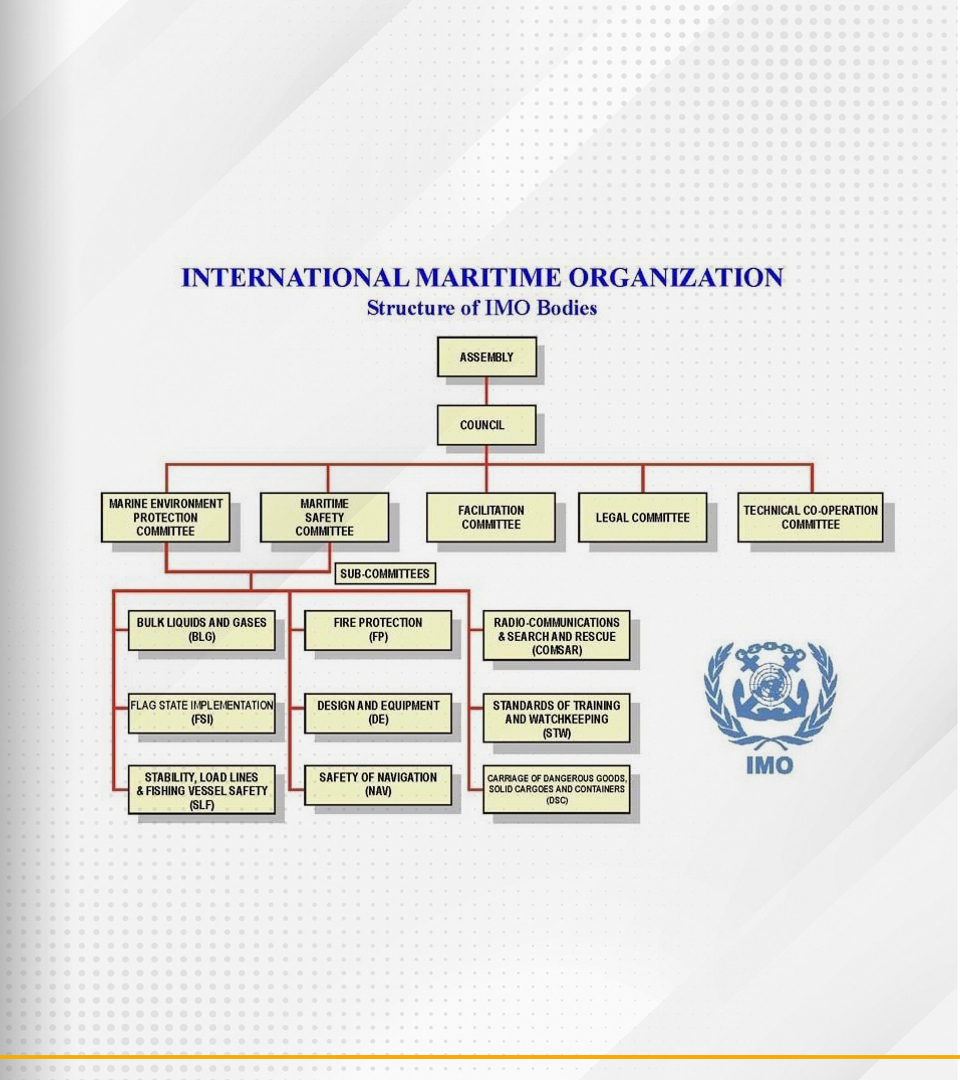 INTERNATIONAL MARITIME ORGANIZATION
Structure of IMO Bodies
ASSEMBLY
COUNCIL
MARINE ENVIRONMENT
PROTECTION
COMMITTEE
MARITIME
SAFETY
COMMITTEE
FACILITATION
COMMITTEE
LEGAL COMMITTEE
TECHNICAL CO-OPERATION
COMMITTEE
SUB-COMMITTEES
BULK LIQUIDS AND GASES
(BLG)
FIRE PROTECTION
(FP)
RADIO-COMMUNICATIONS
& SEARCH AND RESCUE
(COMSAR)
FLAG STATE IMPLEMENTATION
(FSI)
DESIGN AND EQUIPMENT
(DE)
STANDARDS OF TRAINING
AND WATCHKEEPING
(STW)
STABILITY, LOAD LINES
& FISHING VESSEL SAFETY
(SLF)
SAFETY OF NAVIGATION
(NAV)
CARRIAGE OF DANGEROUS GOODS,
SOLID CARGOES AND CONTAINERS
(DSC)
IMO